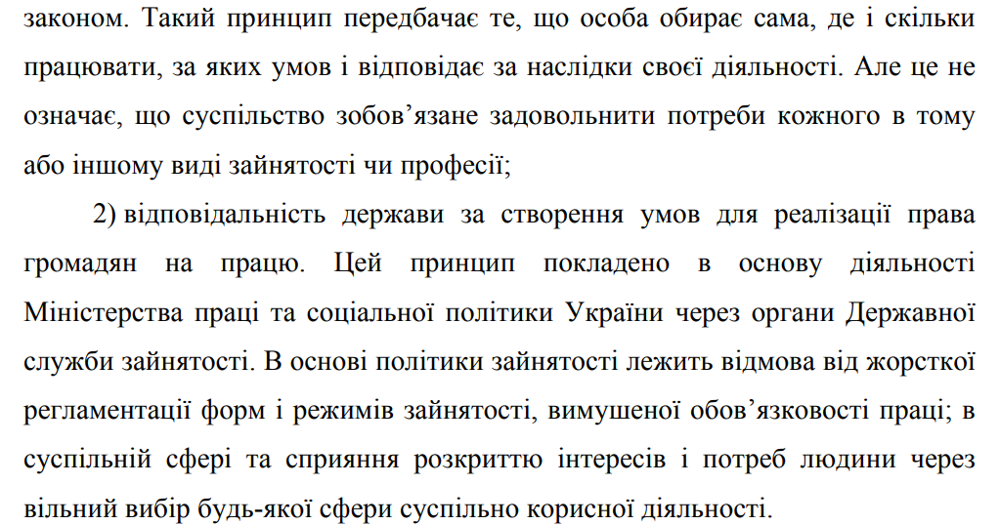 законом. Такий принцип передбачає те, що особа обирає сама, де і скільки
працювати, за яких умов і відповідає за наслідки своєї діяльності. Але це не
означає, що суспільство зобов’язане задовольнити потреби кожного в тому
або іншому виді зайнятості чи професії;
2) відповідальність держави за створення умов для реалізації права
громадян на працю. Цей принцип покладено в основу діяльності
Міністерства праці та соціальної політики України через органи Державної
служби зайнятості. В основі політики зайнятості лежить відмова від жорсткої
регламентації форм і режимів зайнятості, вимушеної обов’язковості праці; в
суспільній сфері та сприяння розкриттю інтересів і потреб людини через
вільний вибір будь-якої сфери суспільно корисної діяльності.